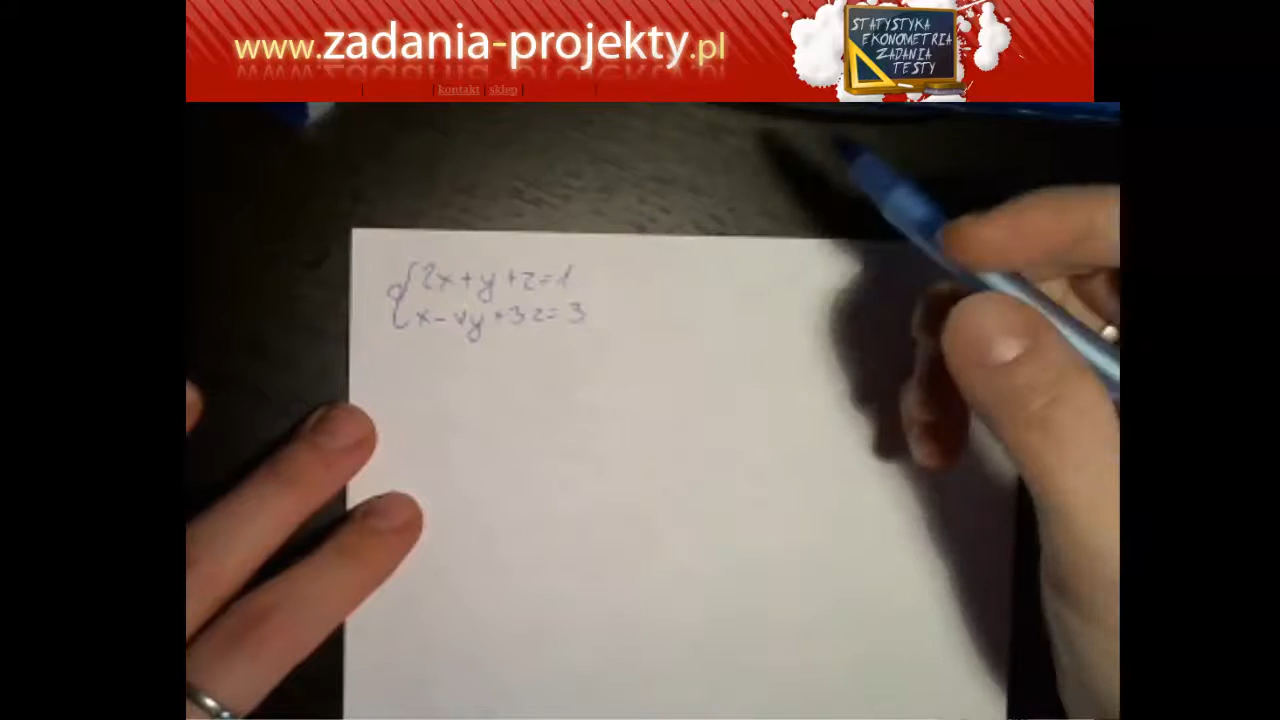 www.zadania-projekty.pl
STATYSTYKA
EKONOMETRIA
ZADANIA
TESTY
kontakt | sklep
2x+y+z=1
x-4y+3z=3